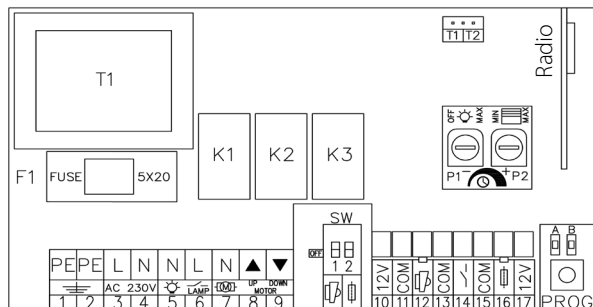 T1 T2
Radio
T1
OFF MAX MIN MAX
K1 K2 K3
P1 - + P2
F1 FUSE 5X20
SW
OFF
1 2
A B
PE PE L N N L N ▲ ▼
AC 230V LAMP M UP DOWN
MOTOR
12V COM COM COM 12V
1 2 3 4 5 6 7 8 9 10 11 12 13 14 15 16 17
PROG